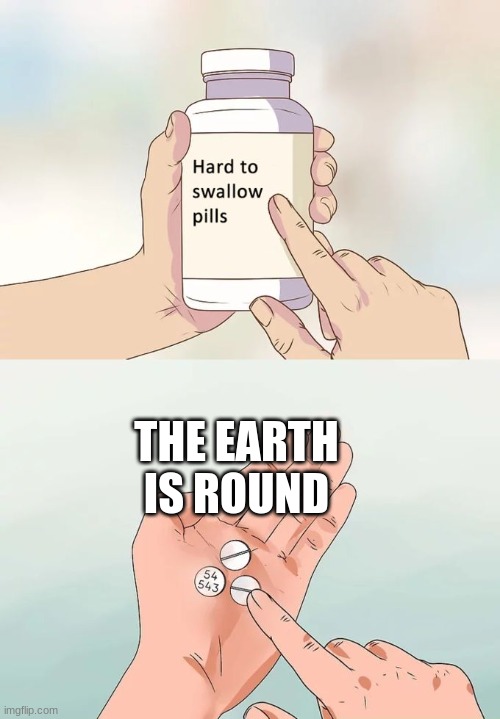 Hard to
swallow
pills
THE EARTH
IS ROUND
54
543
imgflip.com